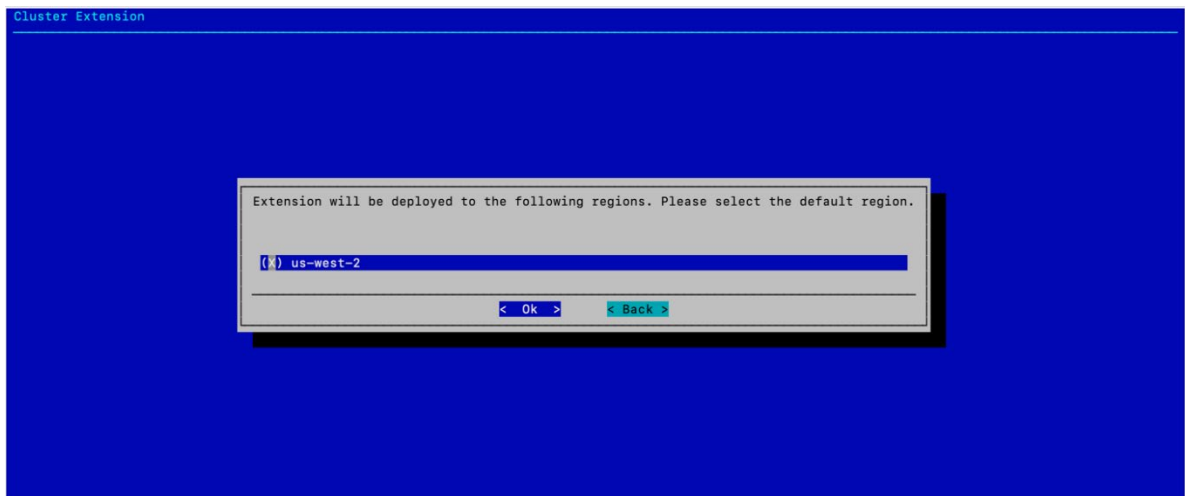 Cluster Extension
Extension will be deployed to the following regions. Please select the default region.
(X) us-west-2
< Ok > < Back >